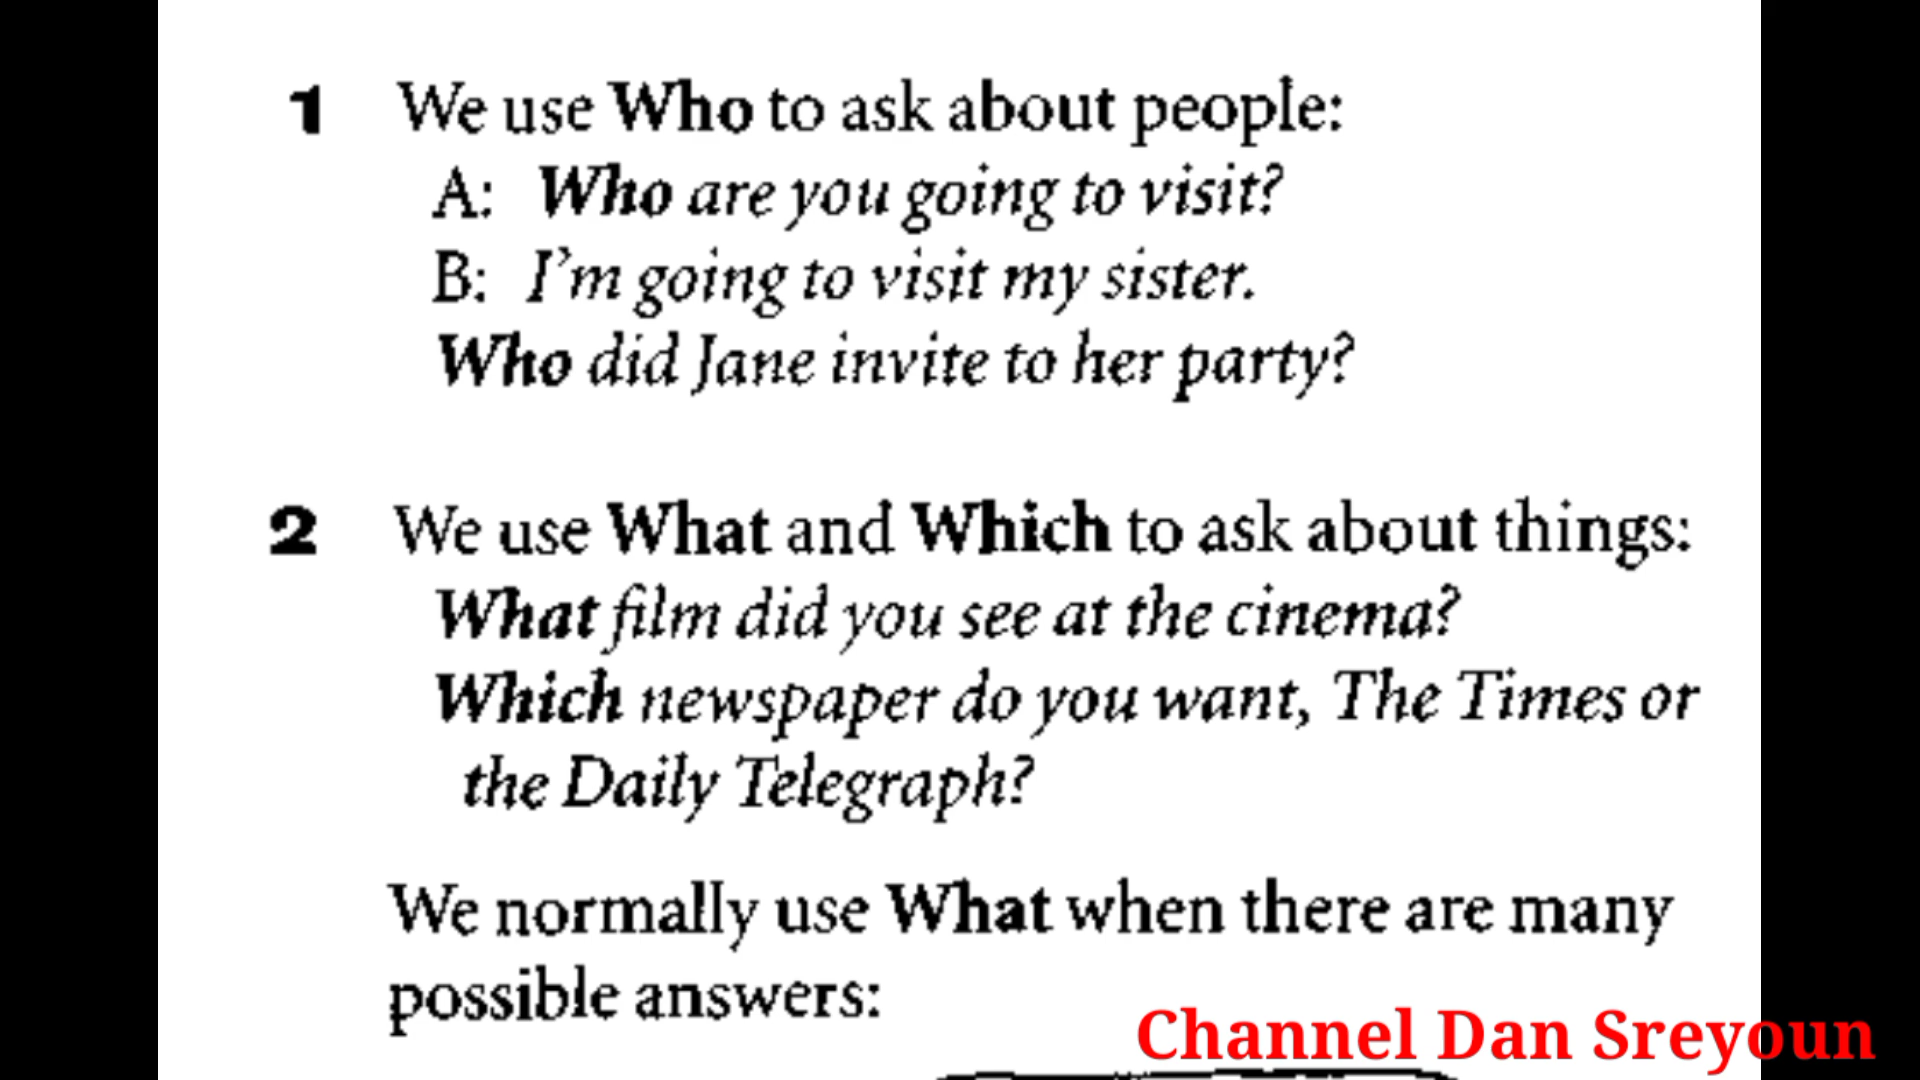 1 We use Who to ask about people:
A: Who are you going to visit?
B: I'm going to visit my sister.
Who did Jane invite to her party?
2 We use What and Which to ask about things:
What film did you see at the cinema?
Which newspaper do you want, The Times or
the Daily Telegraph?
We normally use What when there are many
possible answers:
Channel Dan Sreyoun